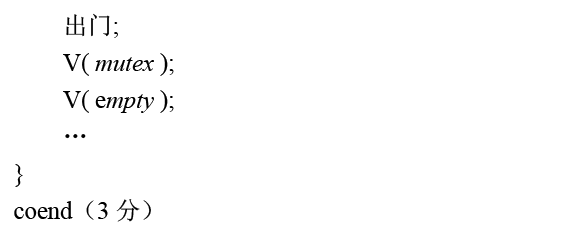 出门;
V( mutex );
V( empty );
…
}
coend（3 分）